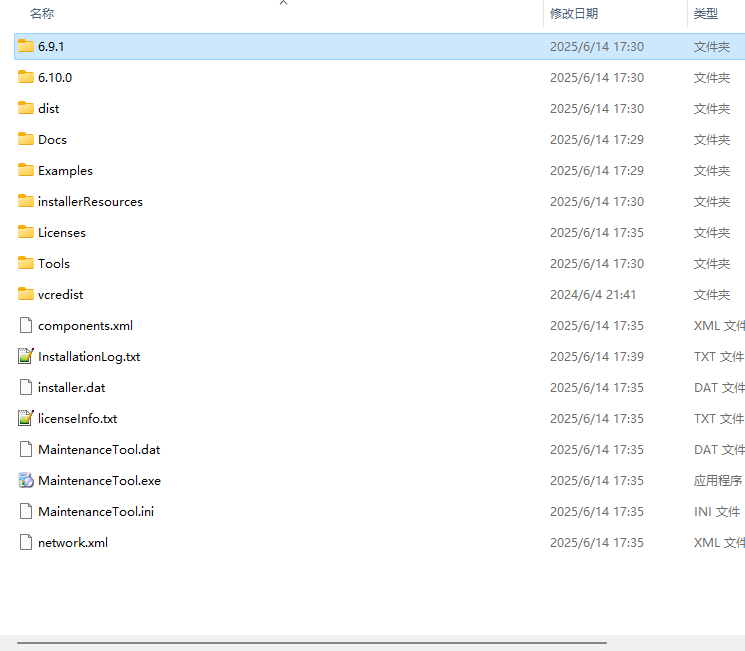 名称 修改日期 类型
6.9.1 2025/6/14 17:30 文件夹
6.10.0 2025/6/14 17:30 文件夹
dist 2025/6/14 17:30 文件夹
Docs 2025/6/14 17:29 文件夹
Examples 2025/6/14 17:29 文件夹
installerResources 2025/6/14 17:30 文件夹
Licenses 2025/6/14 17:35 文件夹
Tools 2025/6/14 17:30 文件夹
vcredist 2024/6/4 21:41 文件夹
components.xml 2025/6/14 17:35 XML 文件
InstallationLog.txt 2025/6/14 17:39 TXT 文件
installer.dat 2025/6/14 17:35 DAT 文件
licenseInfo.txt 2025/6/14 17:35 TXT 文件
MaintenanceTool.dat 2025/6/14 17:35 DAT 文件
MaintenanceTool.exe 2025/6/14 17:35 应用程序
MaintenanceTool.ini 2025/6/14 17:35 INI 文件
network.xml 2025/6/14 17:35 XML 文件